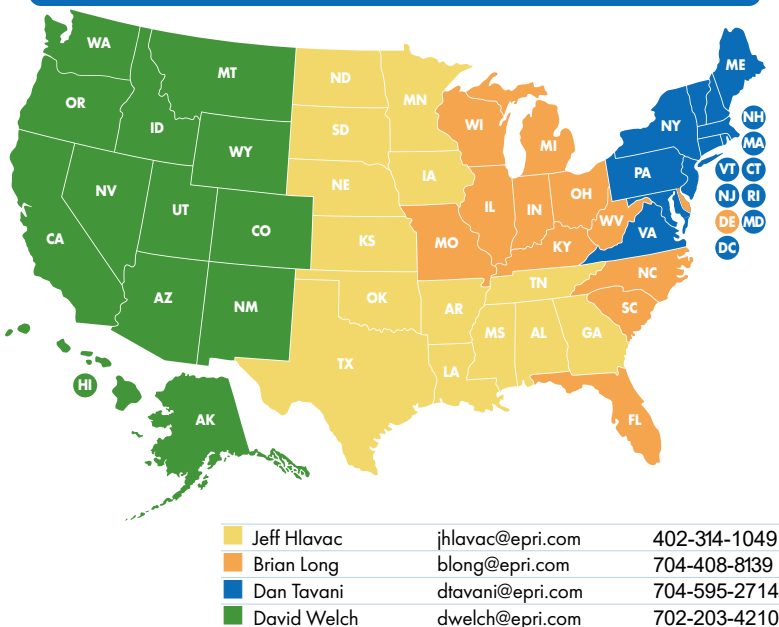 WA
MT
ND
MN
ME
OR
ID
SD
WI
MI
NY
NH
MA
WY
NE
IA
PA
VT CT
NV
UT
CO
IL
IN
OH
NJ RI
CA
KS
MO
KY
WV
VA
DE MD
DC
AZ
NM
OK
AR
TN
NC
SC
TX
LA
MS
AL
GA
HI
AK
FL
Jeff Hlavac jhlavac@epri.com 402-314-1049
Brian Long blong@epri.com 704-408-8139
Dan Tavani dtavani@epri.com 704-595-2714
David Welch dwelch@epri.com 702-203-4210